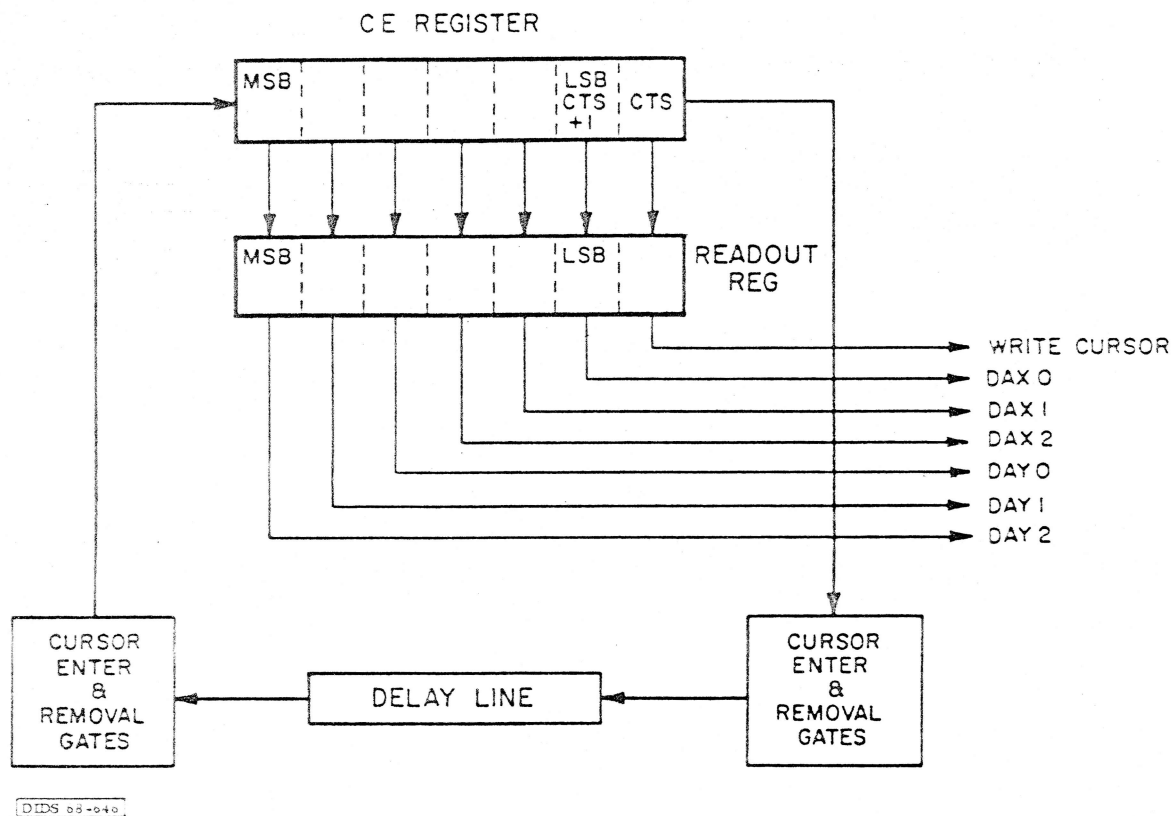 CE REGISTER
MSB
LSB
CTS
+1
CTS
MSB
LSB
READOUT
REG
WRITE CURSOR
DAX 0
DAX 1
DAX 2
DAY 0
DAY 1
DAY 2
CURSOR
ENTER
&
REMOVAL
GATES
DELAY LINE
CURSOR
ENTER
&
REMOVAL
GATES
DIDS